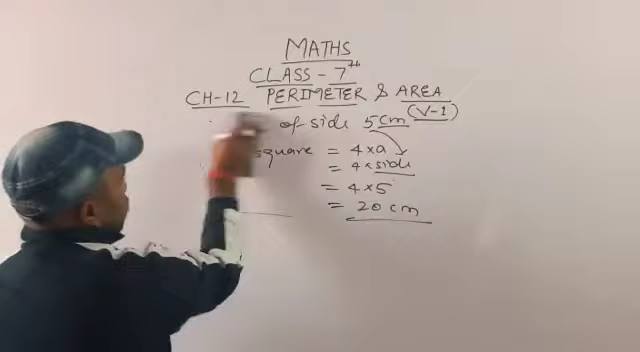 MATHS
CLASS - 7th
CH-12 PERIMETER & AREA
(V-1)
of side 5cm
square = 4×a
= 4×side
= 4×5
= 20 cm